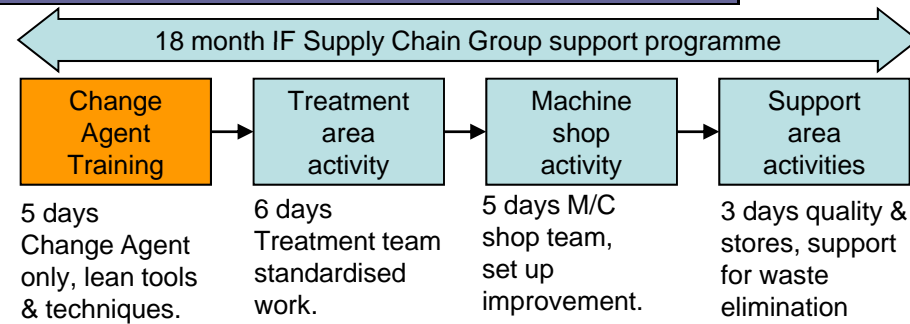 18 month IF Supply Chain Group support programme
Change
Agent
Training
Treatment
area
activity
Machine
shop
activity
Support
area
activities
5 days
Change Agent
only, lean tools
& techniques.
6 days
Treatment team
standardised
work.
5 days M/C
shop team,
set up
improvement.
3 days quality &
stores, support
for waste
elimination